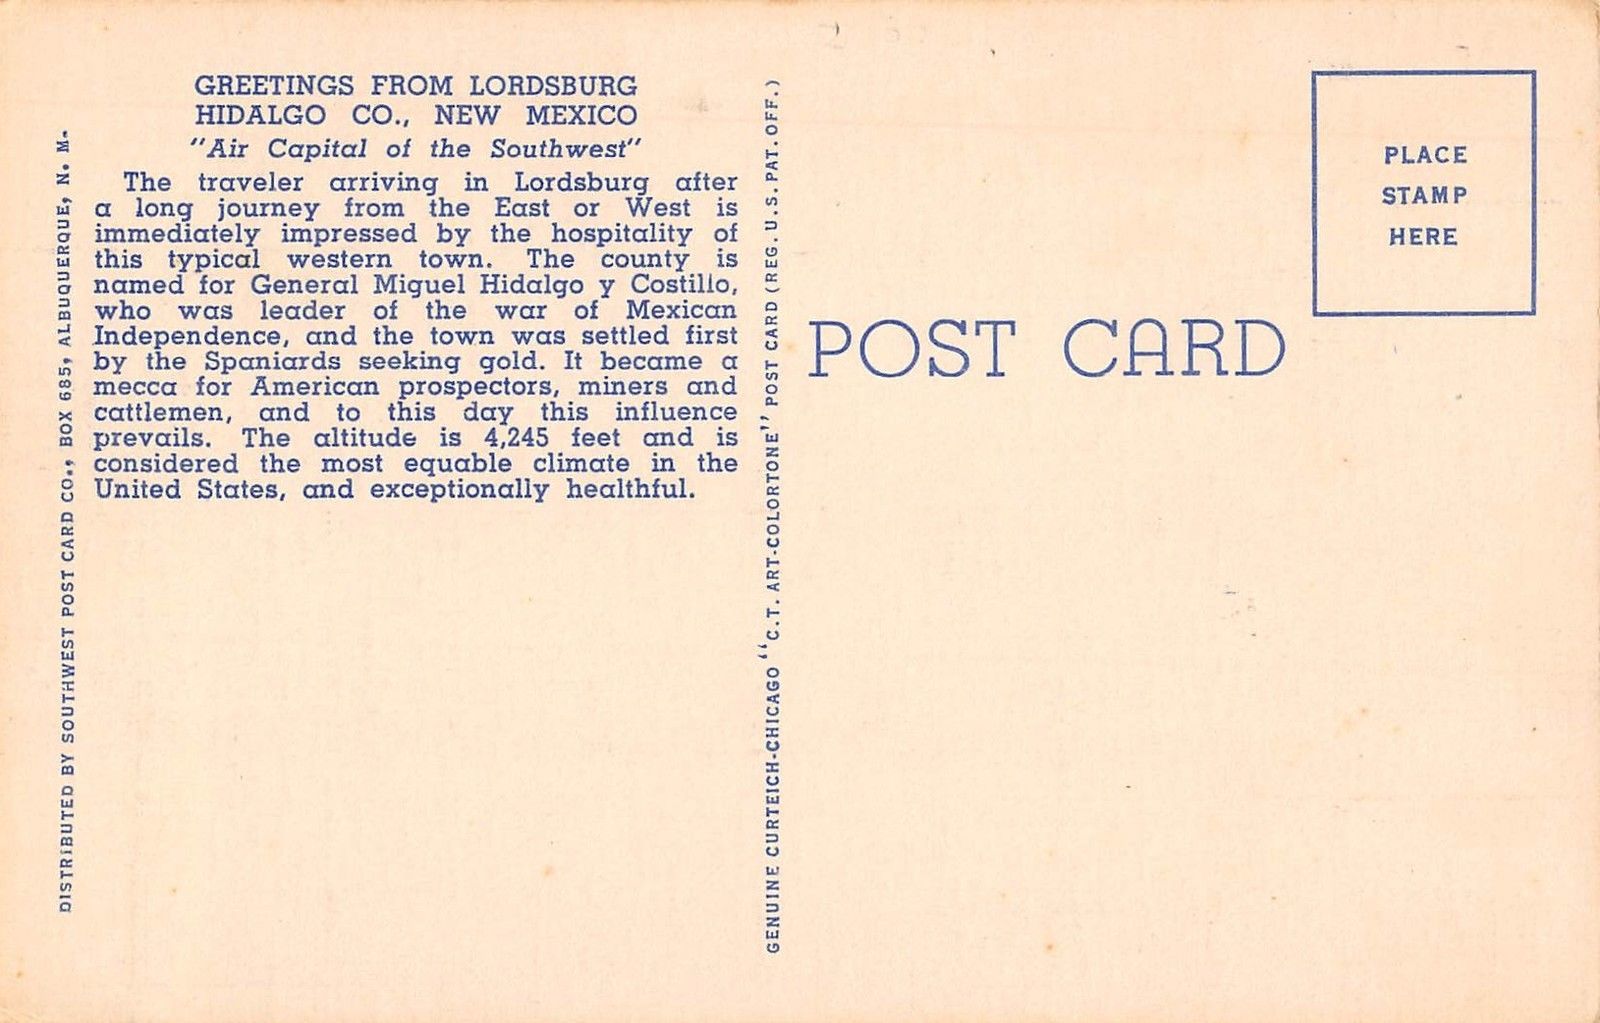 GREETINGS FROM LORDSBURG
HIDALGO CO., NEW MEXICO
"Air Capital of the Southwest"
The traveler arriving in Lordsburg after
a long journey from the East or West is
immediately impressed by the hospitality of
this typical western town. The county is
named for General Miguel Hidalgo y Costillo,
who was leader of the war of Mexican
Independence, and the town was settled first
by the Spaniards seeking gold. It became a
mecca for American prospectors, miners and
cattlemen, and to this day this influence
prevails. The altitude is 4,245 feet and is
considered the most equable climate in the
United States, and exceptionally healthful.
DISTRIBUTED BY SOUTHWEST POST CARD CO., BOX 685, ALBUQUERQUE, N. M.
GENUINE CURTEICH-CHICAGO "C.T. ART-COLORTONE" POST CARD (REG. U.S. PAT. OFF.)
POST CARD
PLACE
STAMP
HERE